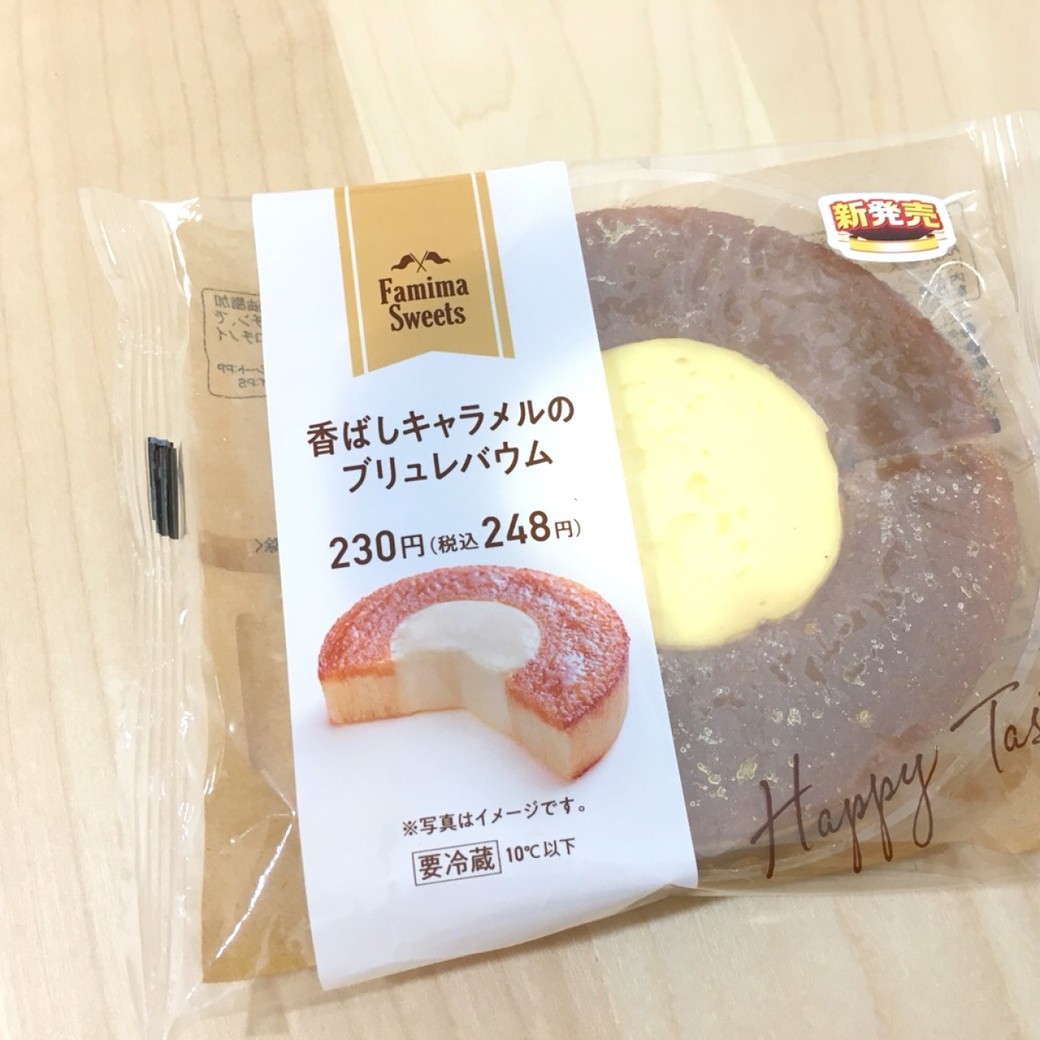 Famima
Sweets
香ばしキャラメルの
ブリュレバウム
230円(税込248円)
※写真はイメージです。
要冷蔵 10℃以下
新発売
Happy Tas